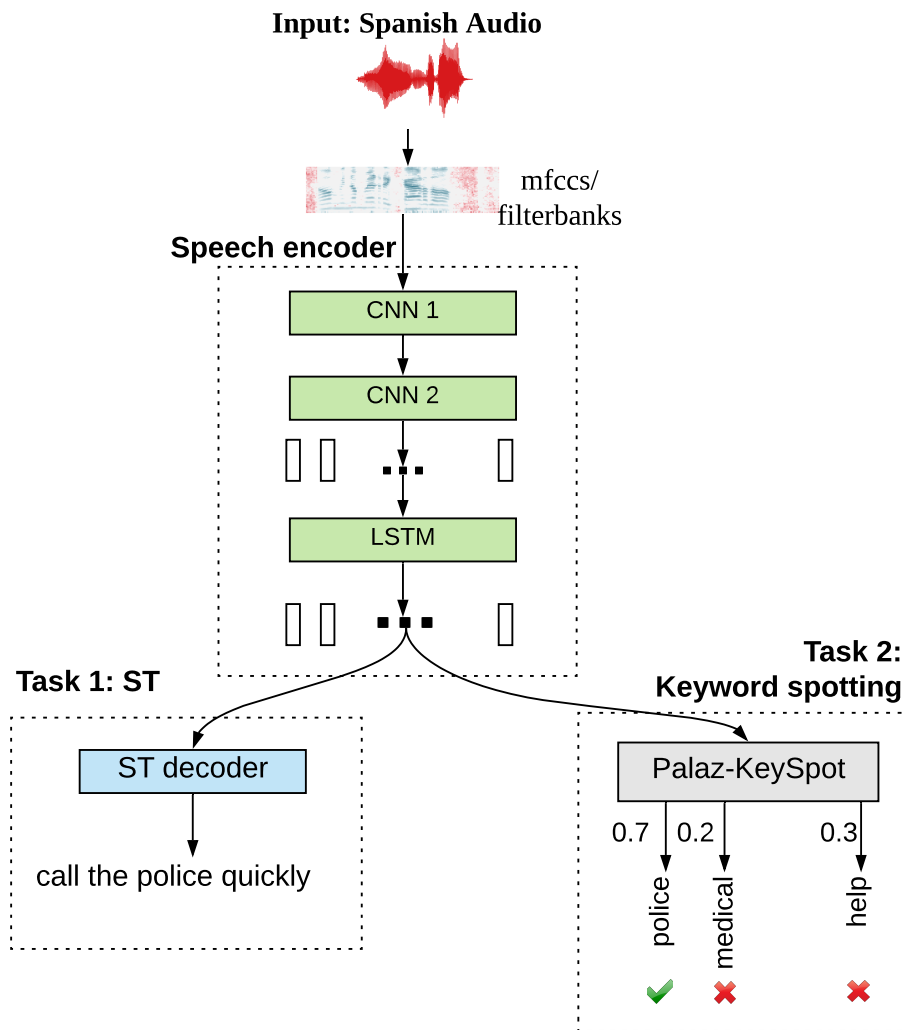 Input: Spanish Audio
mfccs/
filterbanks
Speech encoder
CNN 1
CNN 2
LSTM
Task 1: ST
Task 2:
Keyword spotting
ST decoder
Palaz-KeySpot
0.7
0.2
0.3
call the police quickly
police
medical
help